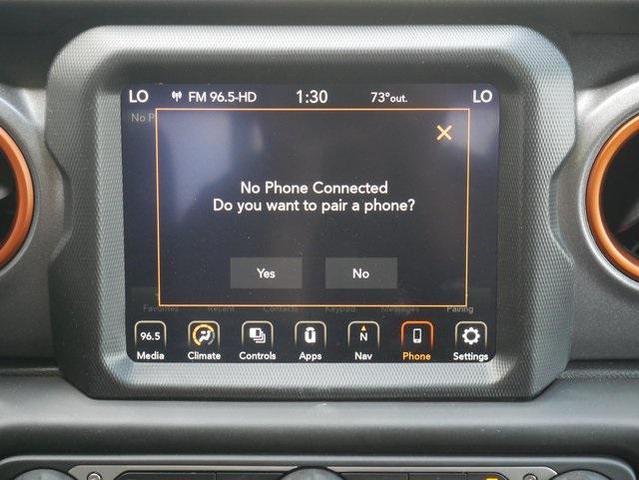 LO FM 96.5-HD 1:30 73°out. LO
No P
No Phone Connected
Do you want to pair a phone?
Yes No
Favorites Recent Contacts Keypad Messages Pairing
96.5 N
Media Climate Controls Apps Nav Phone Settings